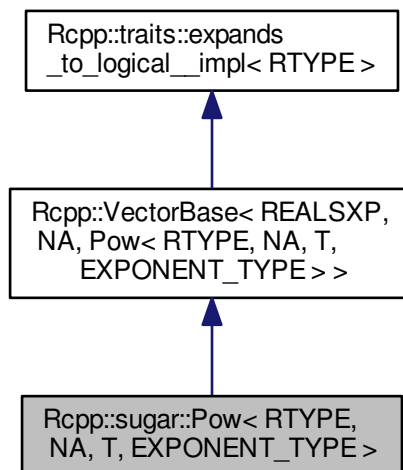 Rcpp::traits::expands
_to_logical__impl< RTYPE >
Rcpp::VectorBase< REALSXP,
NA, Pow< RTYPE, NA, T,
EXPONENT_TYPE > >
Rcpp::sugar::Pow< RTYPE,
NA, T, EXPONENT_TYPE >